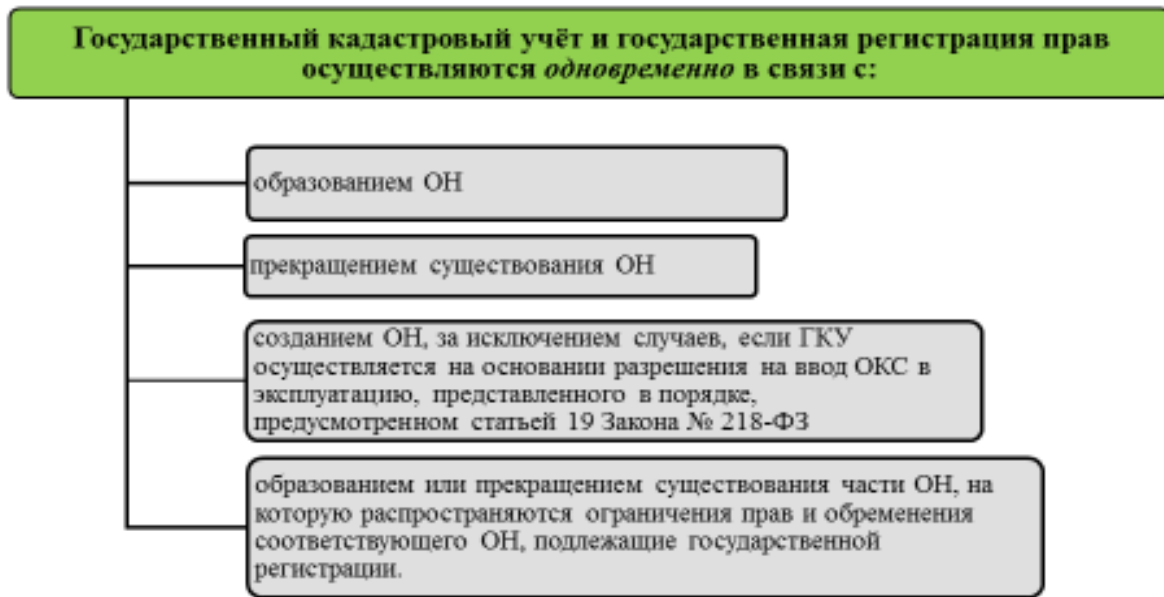 Государственный кадастровый учёт и государственная регистрация прав
осуществляются одновременно в связи с:
образованием ОН
прекращением существования ОН
созданием ОН, за исключением случаев, если ГКУ
осуществляется на основании разрешения на ввод ОКС в
эксплуатацию, представленного в порядке,
предусмотренном статьей 19 Закона № 218-ФЗ
образованием или прекращением существования части ОН, на
которую распространяются ограничения прав и обременения
соответствующего ОН, подлежащие государственной
регистрации.